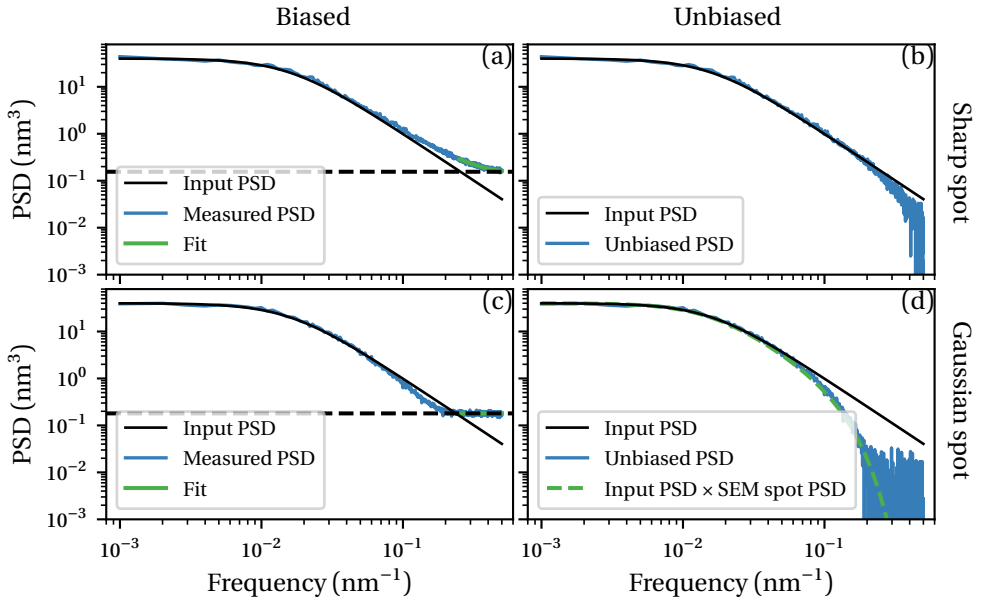 Biased
Unbiased
(a)
10¹
10⁰
10⁻¹
10⁻²
10⁻³
PSD (nm³)
Input PSD
Measured PSD
Fit
(b)
Input PSD
Unbiased PSD
Sharp spot
(c)
10¹
10⁰
10⁻¹
10⁻²
10⁻³
PSD (nm³)
Input PSD
Measured PSD
Fit
10⁻³
10⁻²
10⁻¹
Frequency (nm⁻¹)
(d)
Input PSD
Unbiased PSD
Input PSD × SEM spot PSD
10⁻³
10⁻²
10⁻¹
Frequency (nm⁻¹)
Gaussian spot